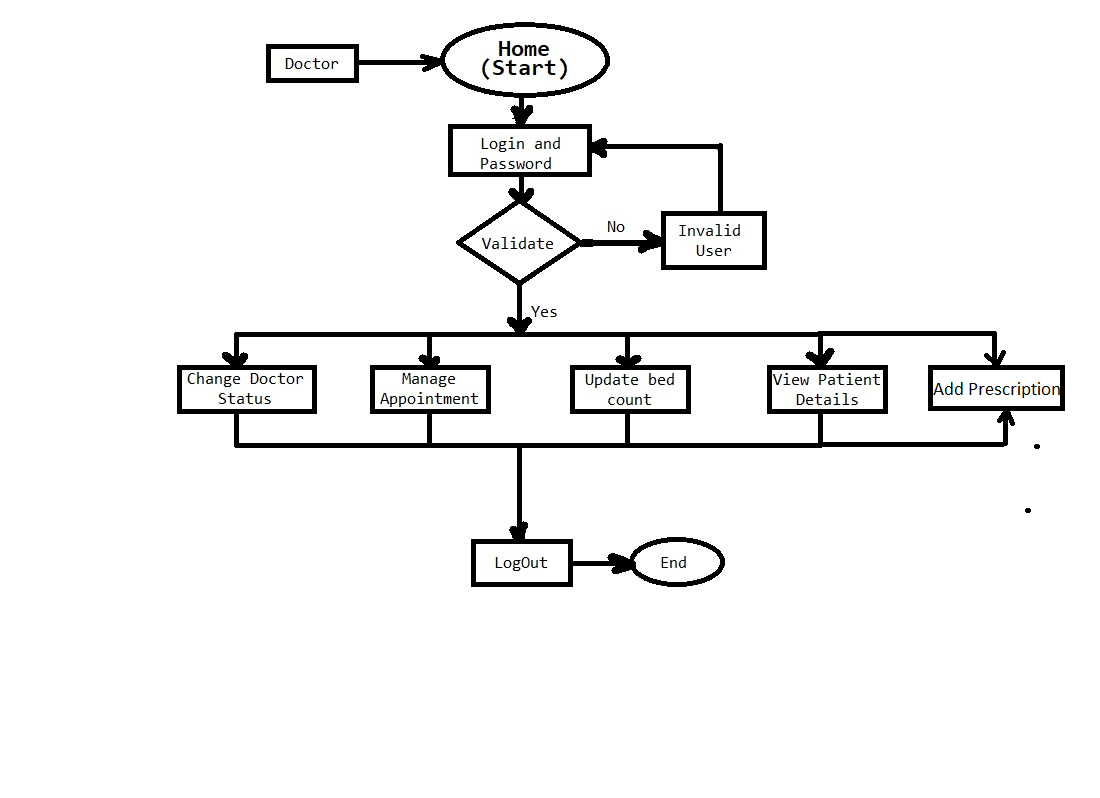 Doctor
Home
(Start)
Login and
Password
Validate
No
Invalid
User
Yes
Change Doctor
Status
Manage
Appointment
Update bed
count
View Patient
Details
Add Prescription
LogOut
End